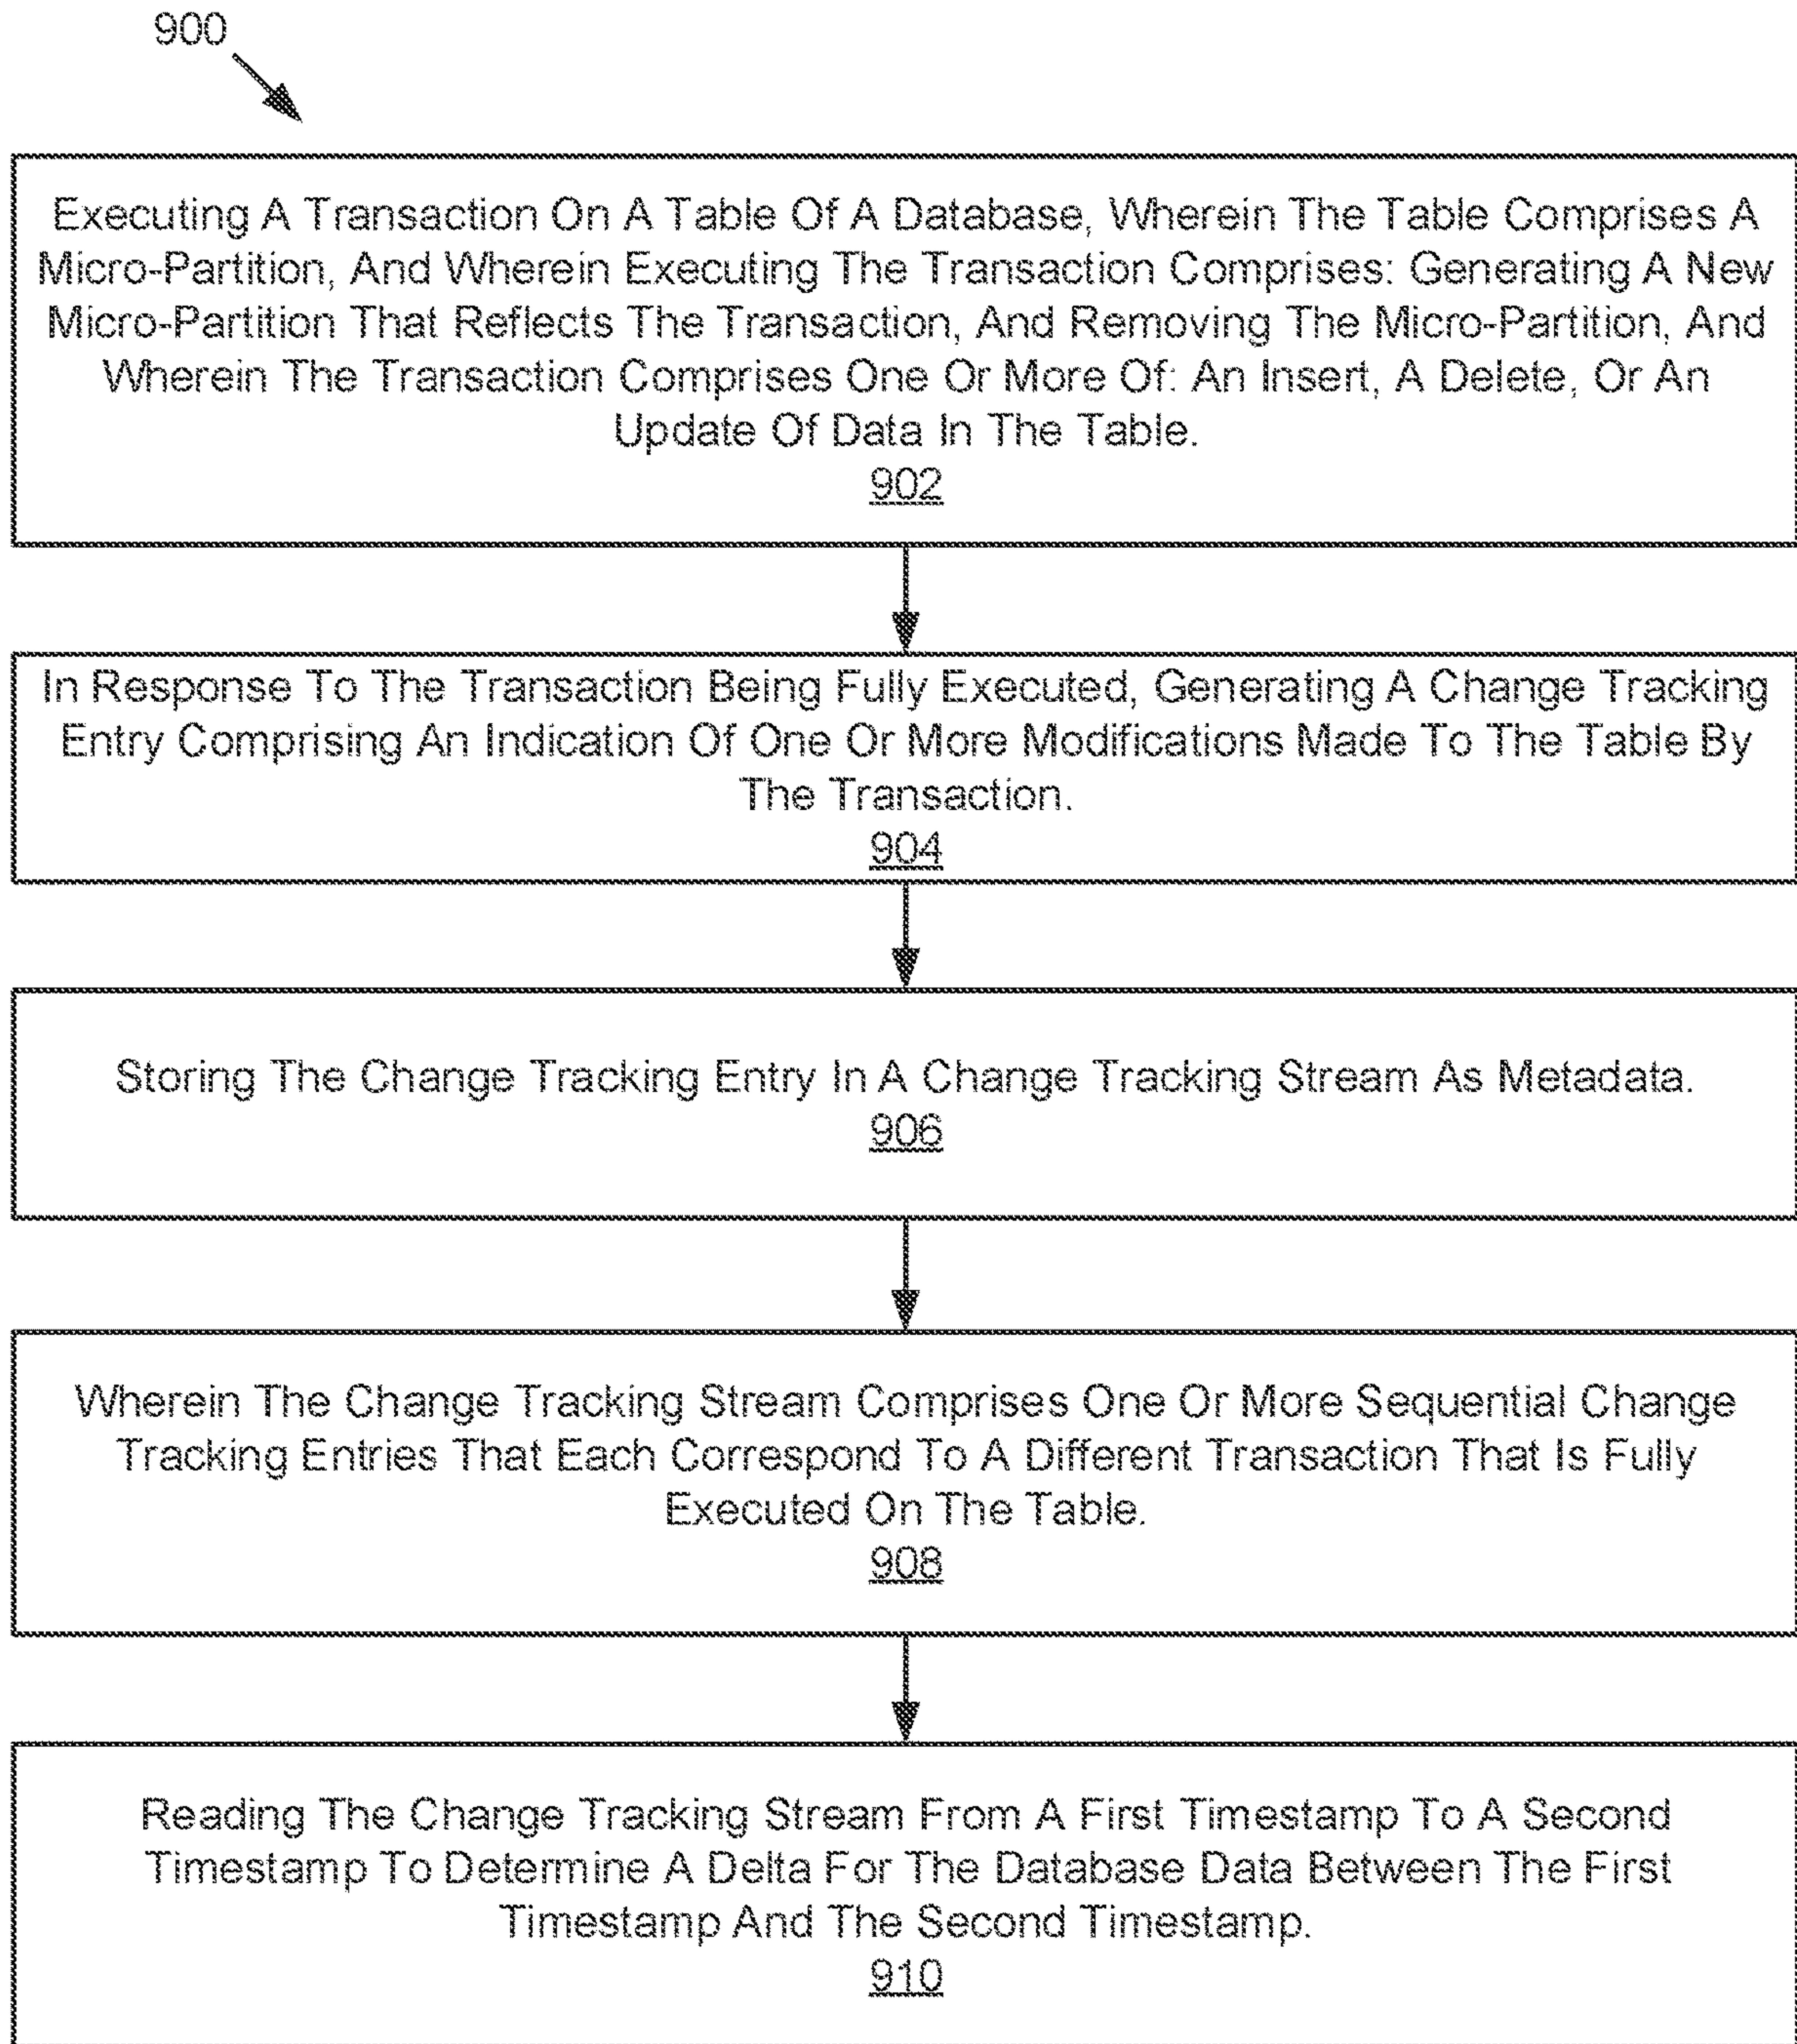 900
Executing A Transaction On A Table Of A Database, Wherein The Table Comprises A
Micro-Partition, And Wherein Executing The Transaction Comprises: Generating A New
Micro-Partition That Reflects The Transaction, And Removing The Micro-Partition, And
Wherein The Transaction Comprises One Or More Of: An Insert, A Delete, Or An
Update Of Data In The Table.
902
In Response To The Transaction Being Fully Executed, Generating A Change Tracking
Entry Comprising An Indication Of One Or More Modifications Made To The Table By
The Transaction.
904
Storing The Change Tracking Entry In A Change Tracking Stream As Metadata.
906
Wherein The Change Tracking Stream Comprises One Or More Sequential Change
Tracking Entries That Each Correspond To A Different Transaction That Is Fully
Executed On The Table.
908
Reading The Change Tracking Stream From A First Timestamp To A Second
Timestamp To Determine A Delta For The Database Data Between The First
Timestamp And The Second Timestamp.
910